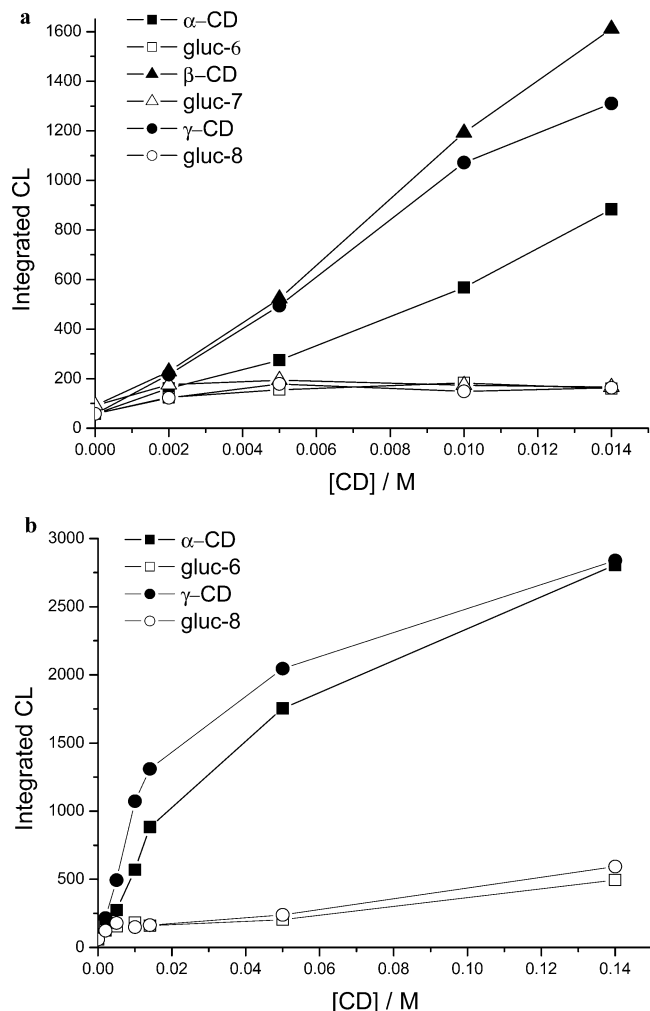 a
α–CD
gluc-6
β–CD
gluc-7
γ–CD
gluc-8
1600
1400
1200
1000
800
600
400
200
0
Integrated CL
0.000 0.002 0.004 0.006 0.008 0.010 0.012 0.014
[CD] / M
b
α–CD
gluc-6
γ–CD
gluc-8
3000
2500
2000
1500
1000
500
0
Integrated CL
0.00 0.02 0.04 0.06 0.08 0.10 0.12 0.14
[CD] / M